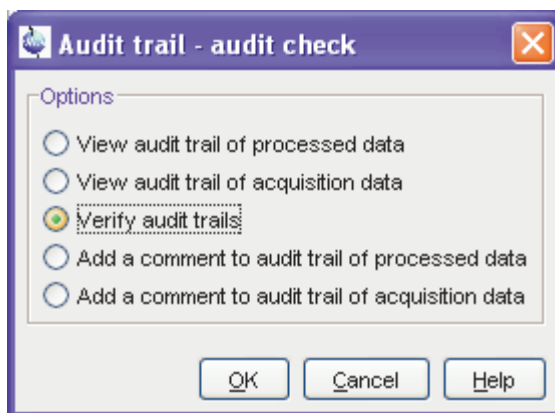 Audit trail - audit check
Options
View audit trail of processed data
View audit trail of acquisition data
Verify audit trails
Add a comment to audit trail of processed data
Add a comment to audit trail of acquisition data
OK Cancel Help